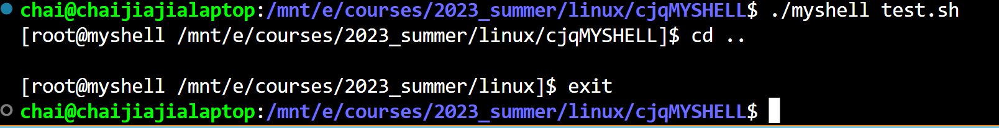 chai@chaijiajialaptop:/mnt/e/courses/2023_summer/linux/cjqMYSHELL$ ./myshell test.sh
[root@myshell /mnt/e/courses/2023_summer/linux/cjqMYSHELL]$ cd ..
[root@myshell /mnt/e/courses/2023_summer/linux]$ exit
chai@chaijiajialaptop:/mnt/e/courses/2023_summer/linux/cjqMYSHELL$